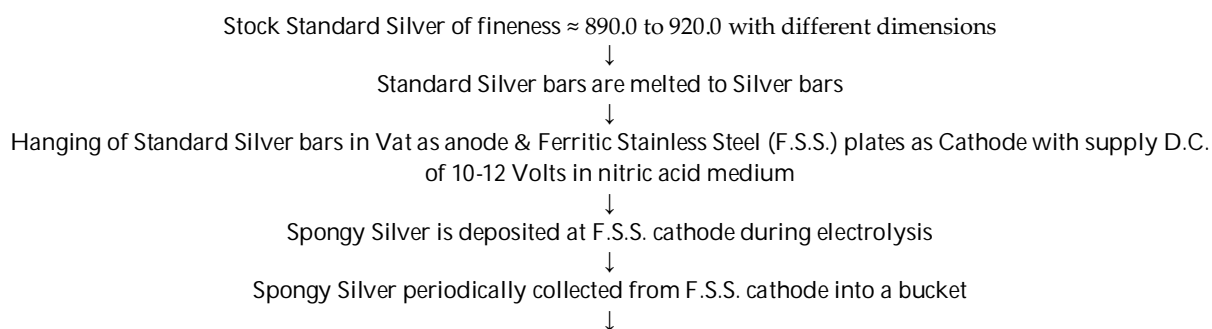 Stock Standard Silver of fineness ≈ 890.0 to 920.0 with different dimensions
↓
Standard Silver bars are melted to Silver bars
↓
Hanging of Standard Silver bars in Vat as anode & Ferritic Stainless Steel (F.S.S.) plates as Cathode with supply D.C.
of 10-12 Volts in nitric acid medium
↓
Spongy Silver is deposited at F.S.S. cathode during electrolysis
↓
Spongy Silver periodically collected from F.S.S. cathode into a bucket
↓